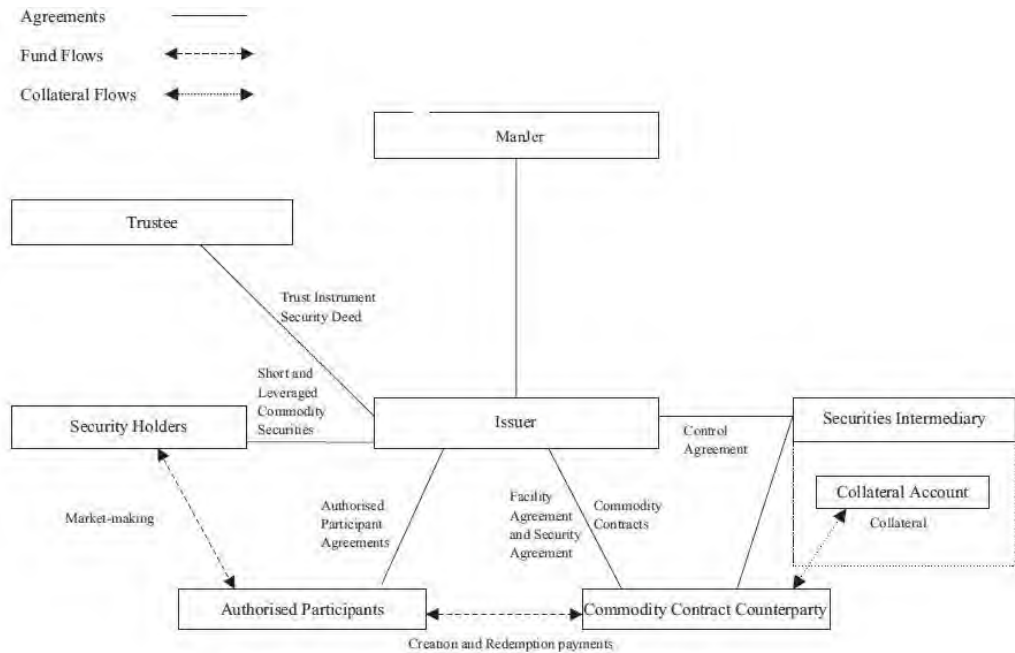 Agreements
Fund Flows
Collateral Flows
ManJer
Trustee
Trust Instrument
Security Deed
Short and
Leveraged
Commodity
Securities
Security Holders
Issuer
Securities Intermediary
Control
Agreement
Collateral Account
Collateral
Market-making
Authorised
Participant
Agreements
Facility
Agreement
and Security
Agreement
Commodity
Contracts
Authorised Participants
Commodity Contract Counterparty
Creation and Redemption payments